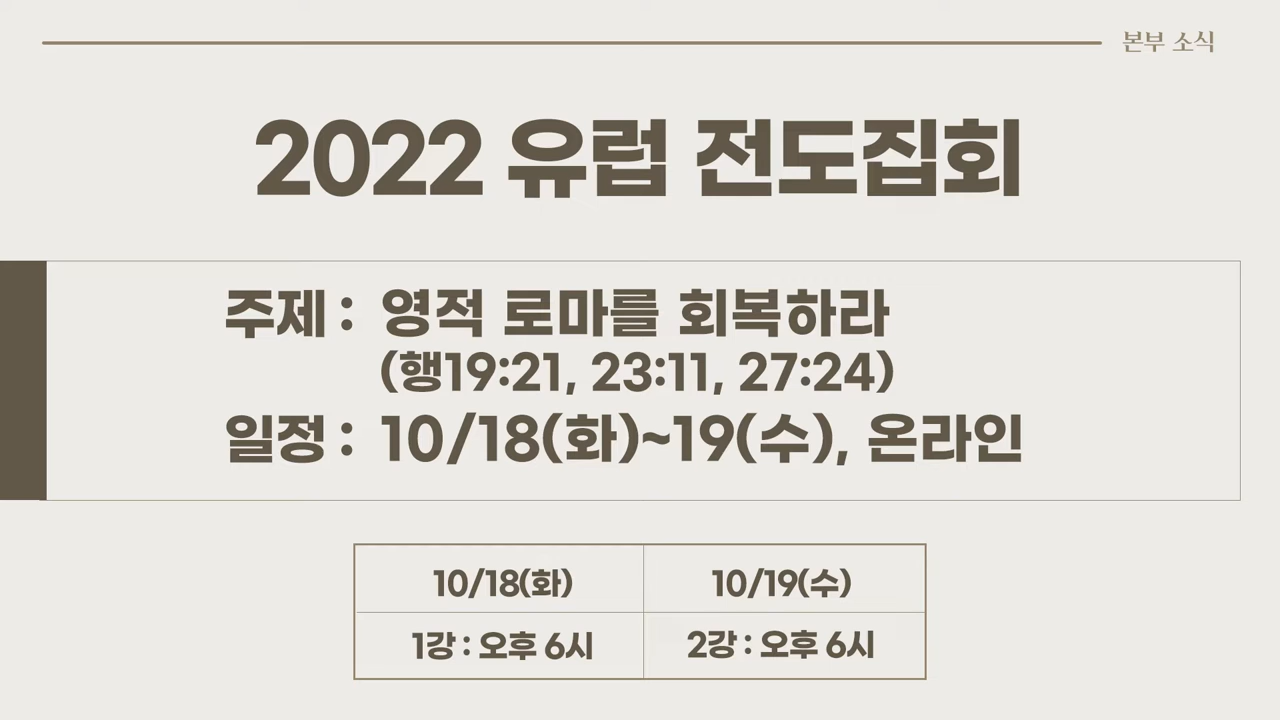 본부 소식
2022 유럽 전도집회
주제 : 영적 로마를 회복하라
(행19:21, 23:11, 27:24)
일정 : 10/18(화)~19(수), 온라인
10/18(화) 10/19(수)
1강 : 오후 6시 2강 : 오후 6시